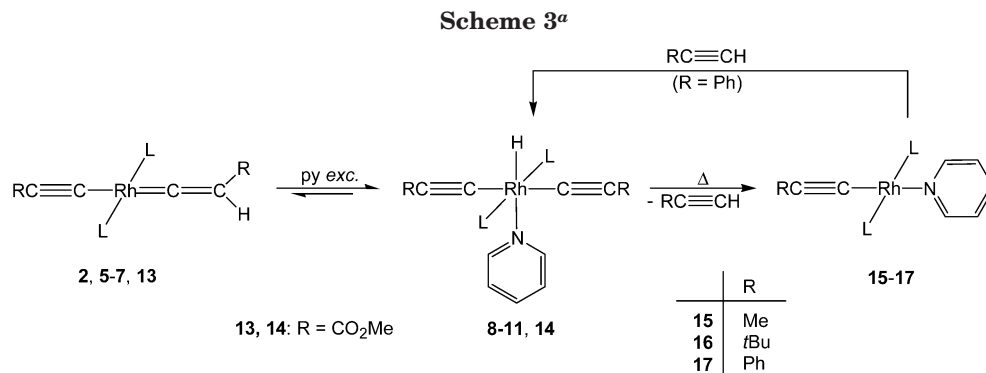 Scheme 3ᵃ
RC≡CH
(R = Ph)
RC≡C—Rh=C=C R H L L
py exc.
RC≡C—Rh—C≡CR H L L N
Δ
- RC≡CH
RC≡C—Rh—N L L
2, 5-7, 13
8-11, 14
15-17
13, 14: R = CO₂Me
R
15 Me
16 tBu
17 Ph